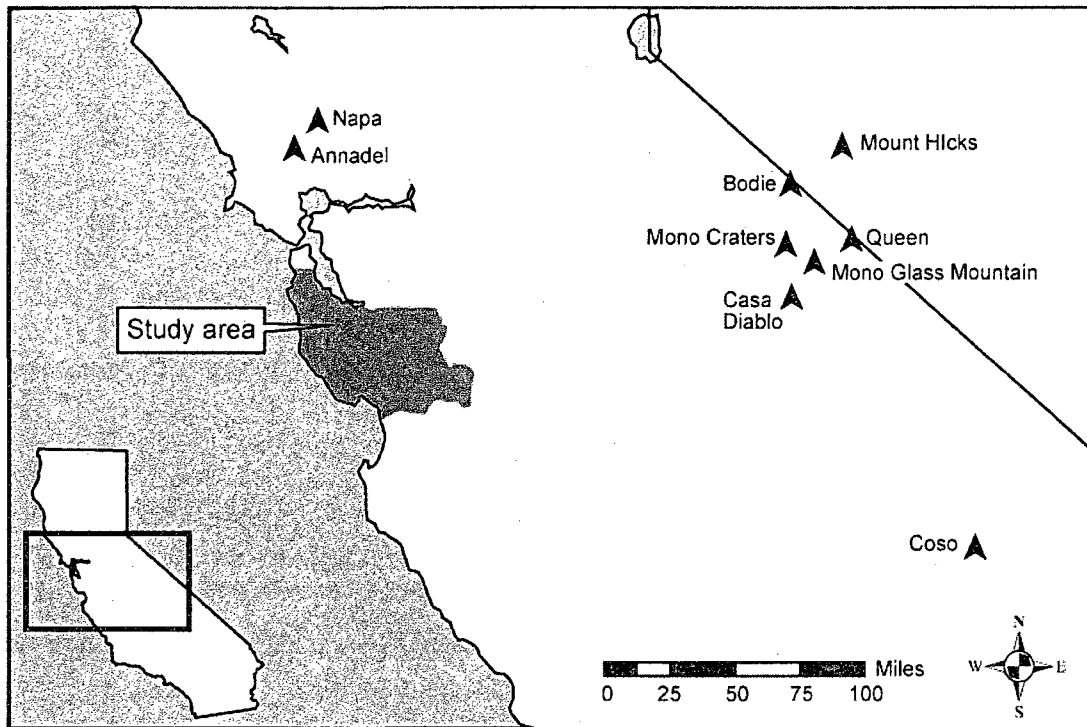 Napa
Annadel
Mount HIcks
Bodie
Mono Craters
Queen
Mono Glass Mountain
Casa
Diablo
Study area
Coso
N
W E
S
Miles
0 25 50 75 100